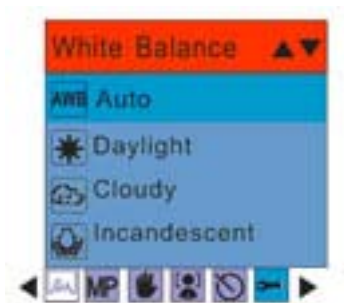 White Balance
AWB Auto
Daylight
Cloudy
Incandescent
MP